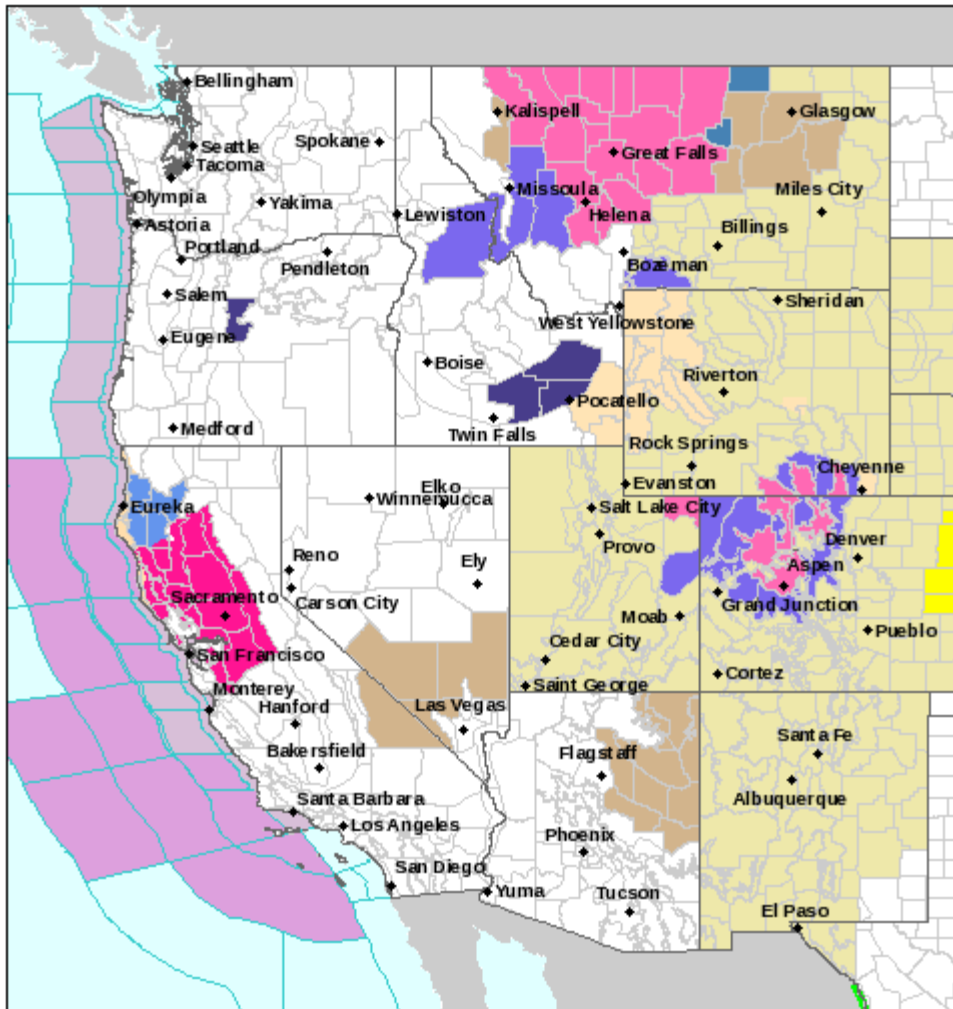 Bellingham
Kalispell
Glasgow
Seattle
Spokane
Great Falls
Tacoma
Olympia
Missoula
Miles City
Yakima
Lewiston
Helena
Astoria
Billings
Portland
Pendleton
Bozeman
Salem
Sheridan
West Yellowstone
Eugene
Boise
Riverton
Pocatello
Medford
Twin Falls
Rock Springs
Cheyenne
Elko
Evanston
Winnemucca
Eureka
Salt Lake City
Provo
Denver
Reno
Ely
Aspen
Sacramento
Carson City
Grand Junction
Moab
Pueblo
Cedar City
San Francisco
Cortez
Saint George
Monterey
Hanford
Las Vegas
Santa Fe
Bakersfield
Flagstaff
Albuquerque
Santa Barbara
Los Angeles
Phoenix
San Diego
Yuma
Tucson
El Paso